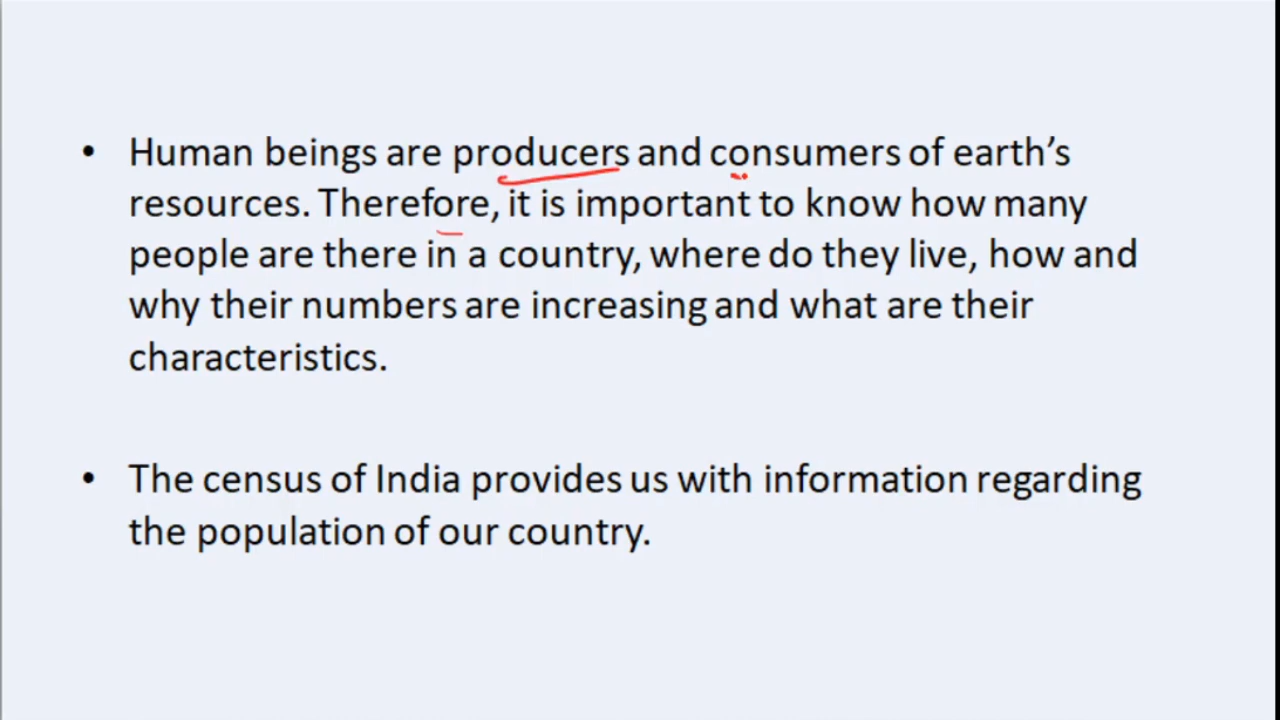 • Human beings are producers and consumers of earth’s
resources. Therefore, it is important to know how many
people are there in a country, where do they live, how and
why their numbers are increasing and what are their
characteristics.
• The census of India provides us with information regarding
the population of our country.